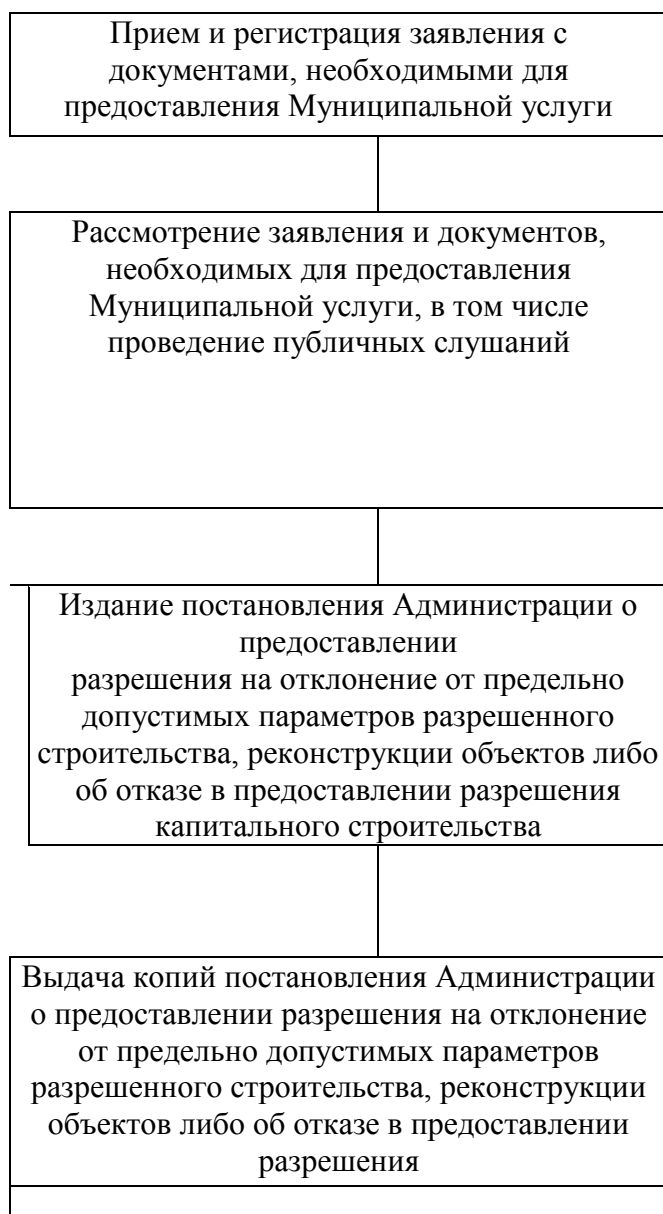 Прием и регистрация заявления с
документами, необходимыми для
предоставления Муниципальной услуги
Рассмотрение заявления и документов,
необходимых для предоставления
Муниципальной услуги, в том числе
проведение публичных слушаний
Издание постановления Администрации о
предоставлении
разрешения на отклонение от предельно
допустимых параметров разрешенного
строительства, реконструкции объектов либо
об отказе в предоставлении разрешения
капитального строительства
Выдача копий постановления Администрации
о предоставлении разрешения на отклонение
от предельно допустимых параметров
разрешенного строительства, реконструкции
объектов либо об отказе в предоставлении
разрешения